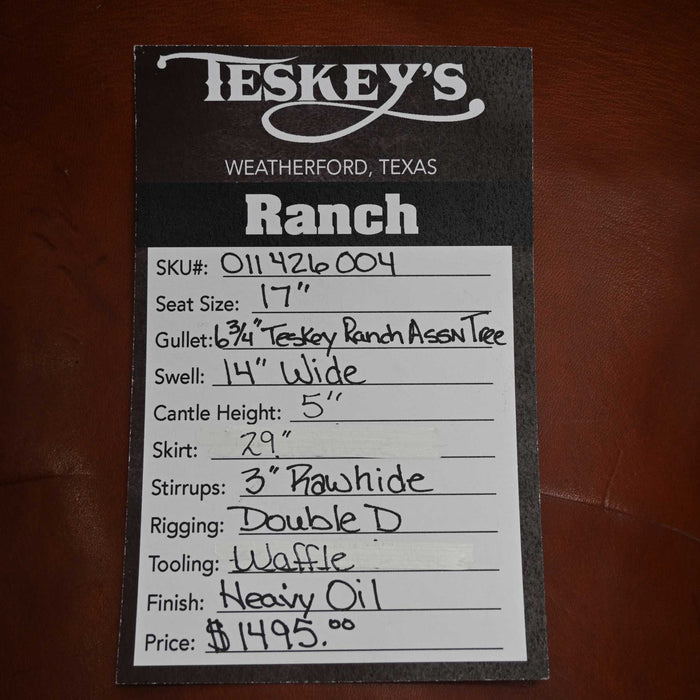 TESKEY'S
WEATHERFORD, TEXAS
Ranch
SKU#: 011426004
Seat Size: 17"
Gullet: 6 3/4" Teskey Ranch Assn Tree
Swell: 14" Wide
Cantle Height: 5"
Skirt: 29"
Stirrups: 3" Rawhide
Rigging: Double D
Tooling: Waffle
Finish: Heavy Oil
Price: $1495.00